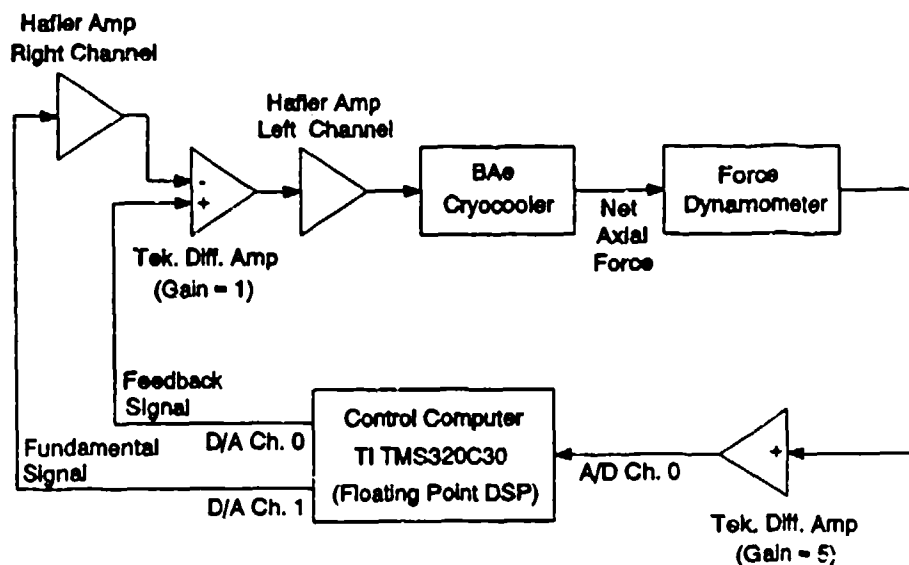 Hafler Amp
Right Channel
Hafler Amp
Left Channel
-
+
Tek. Diff. Amp
(Gain = 1)
BAe
Cryocooler
Net
Axial
Force
Force
Dynamometer
Feedback
Signal
D/A Ch. 0
Fundamental
Signal
D/A Ch. 1
Control Computer
TI TMS320C30
(Floating Point DSP)
A/D Ch. 0
+
Tek. Diff. Amp
(Gain = 5)